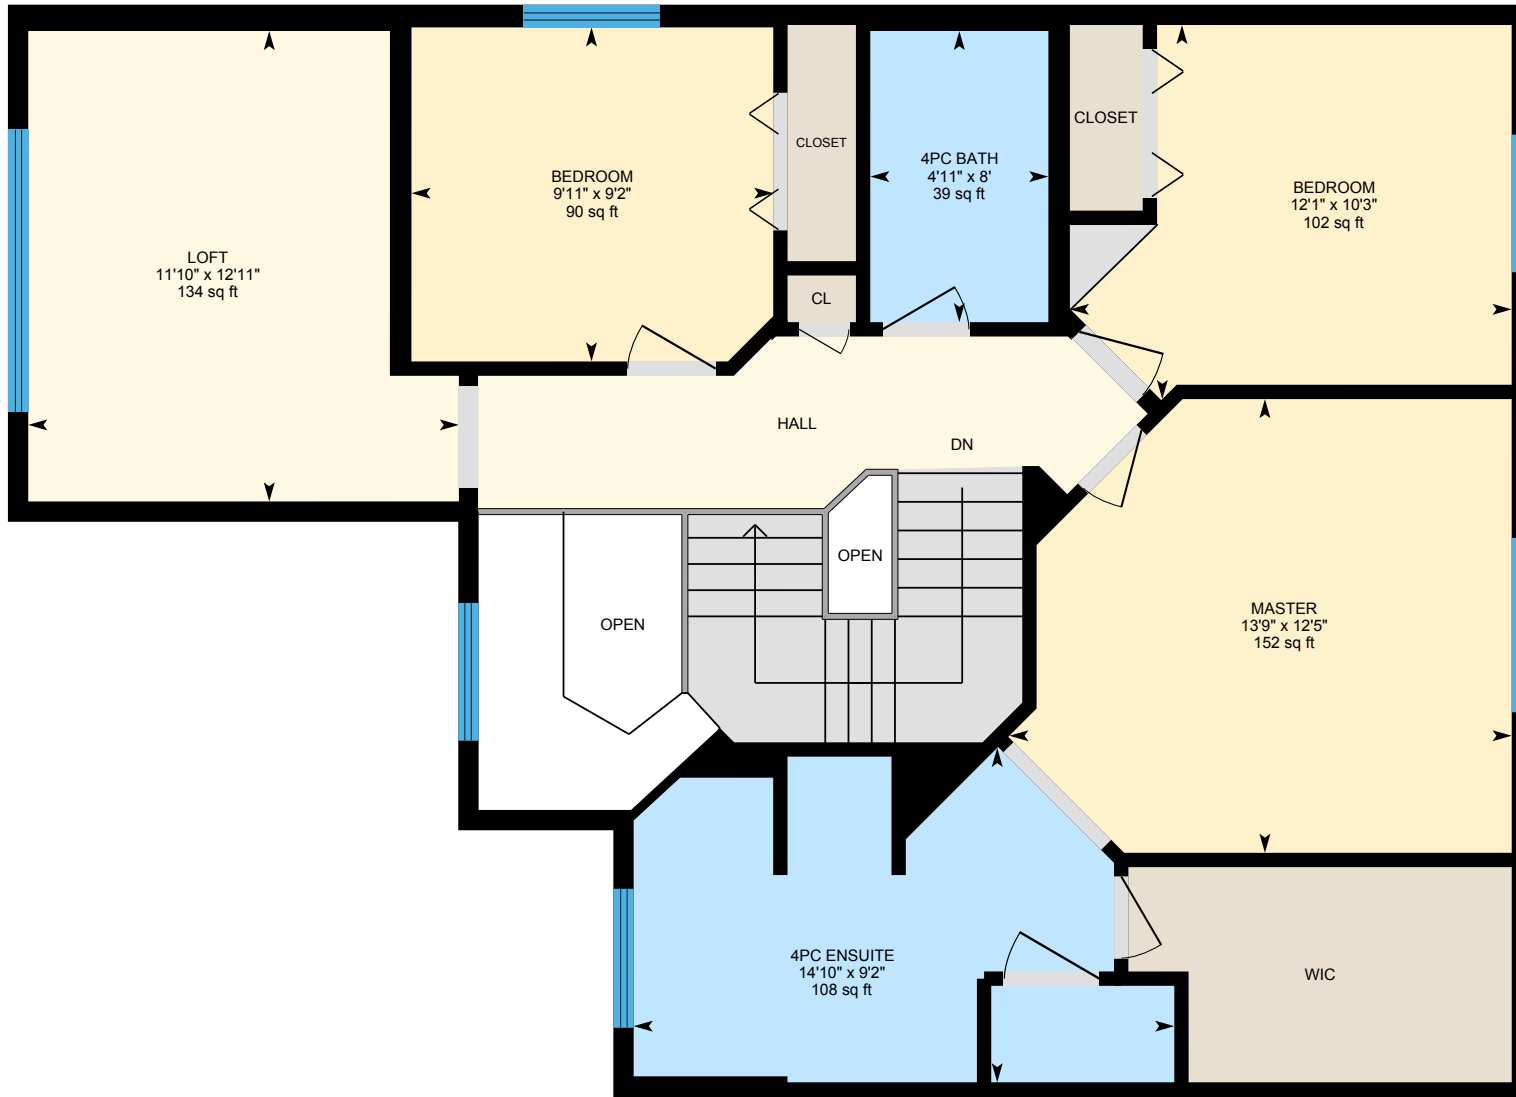 LOFT
11'10" x 12'11"
134 sq ft
BEDROOM
9'11" x 9'2"
90 sq ft
CLOSET
CL
4PC BATH
4'11" x 8'
39 sq ft
CLOSET
BEDROOM
12'1" x 10'3"
102 sq ft
HALL
DN
OPEN
OPEN
MASTER
13'9" x 12'5"
152 sq ft
4PC ENSUITE
14'10" x 9'2"
108 sq ft
WIC